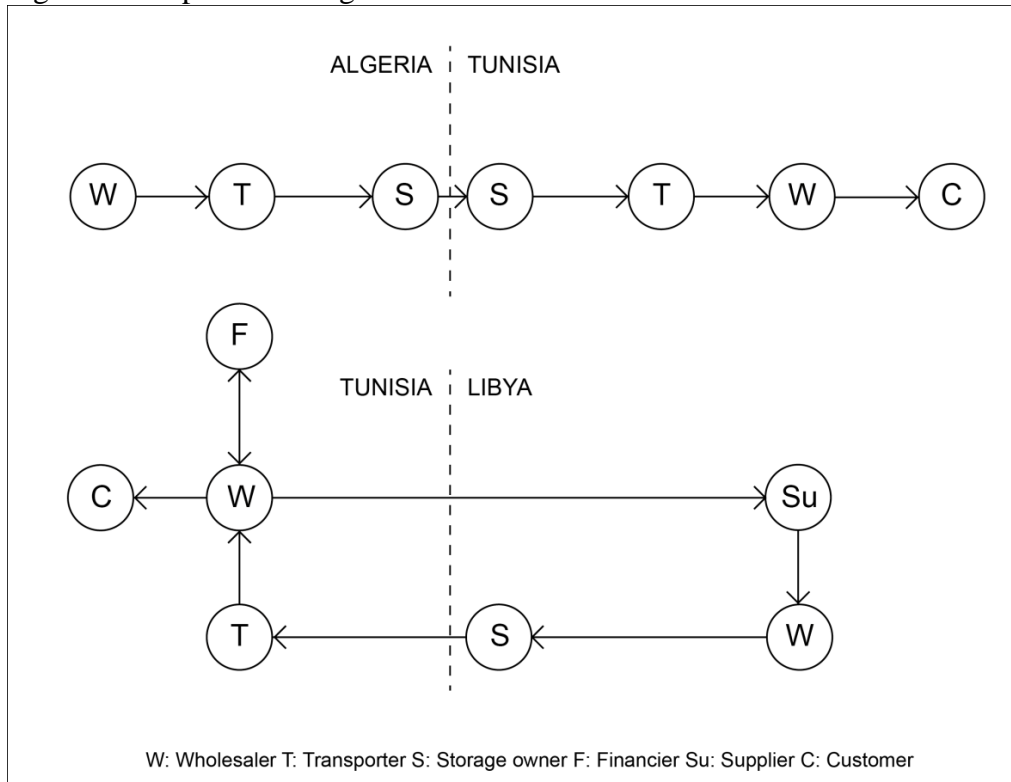 ALGERIA TUNISIA
W T S S T W C
F
TUNISIA LIBYA
C W Su
T S W
W: Wholesaler T: Transporter S: Storage owner F: Financier Su: Supplier C: Customer